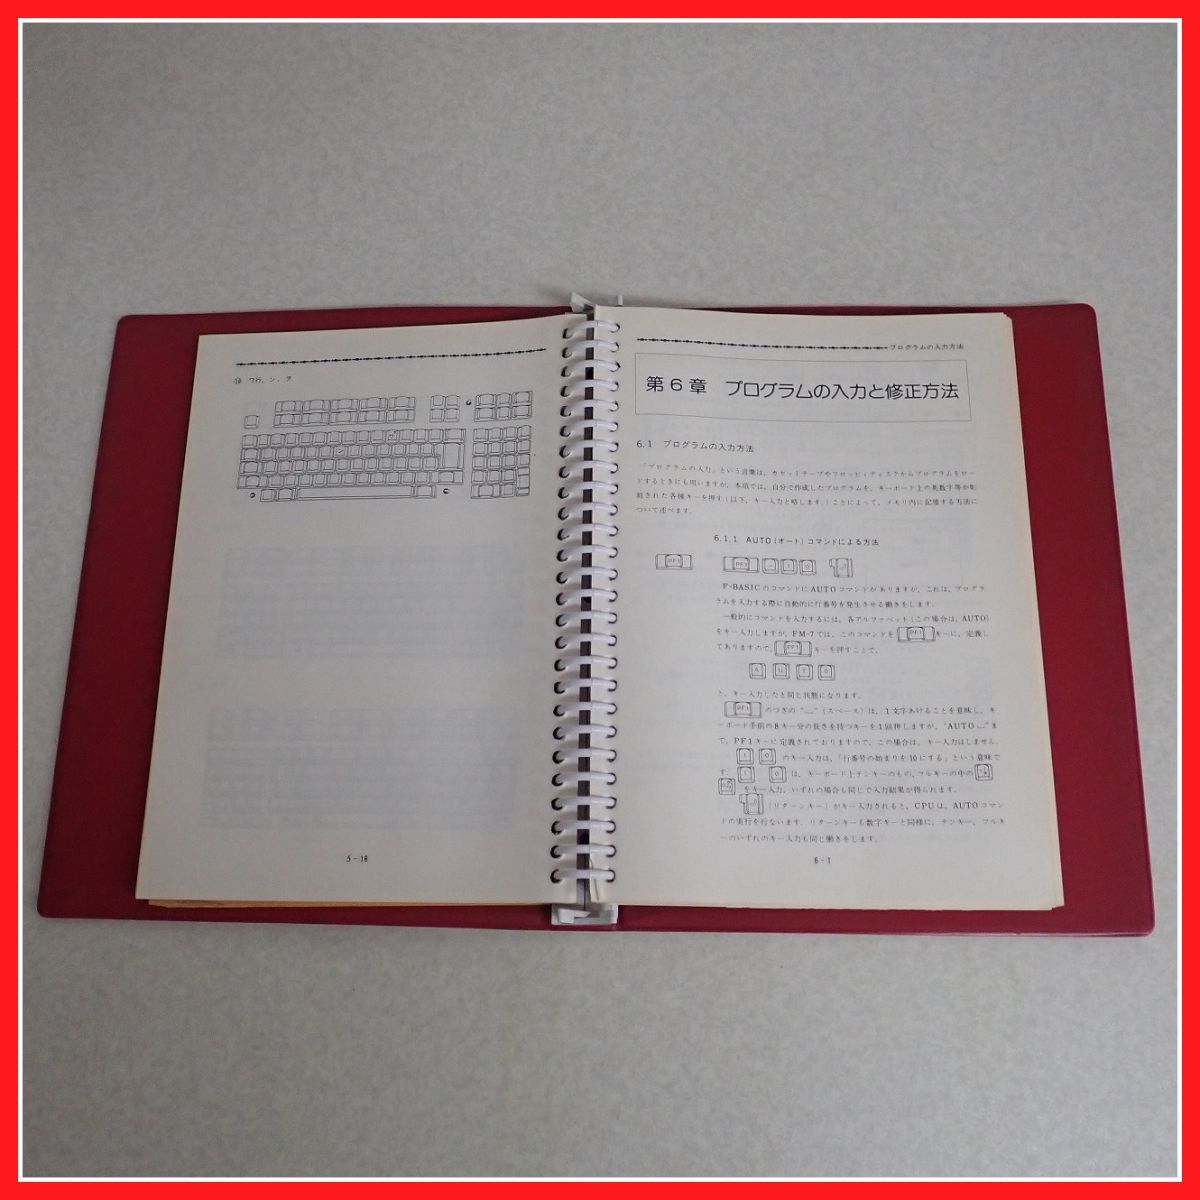 ⑱ ワ行, ン, ヲ
5-18
プログラムの入力方法
第6章 プログラムの入力と修正方法
6.1 プログラムの入力方法
「プログラムの入力」という言葉は、カセットテープやフロッピィディスクからプログラムをロー
ドするときにも用いますが、本項では、自分で作成したプログラムを、キーボード上の英数字等が彫
刻された各種キーを押す(以下、キー入力と略します。)ことによって、メモリ内に記憶する方法に
ついて述べます。
6.1.1 AUTO(オート)コマンドによる方法
PF1 PF1 1 0
F-BASICのコマンドにAUTOコマンドがありますが、これは、プログラ
ラムを入力する際に自動的に行番号を発生させる働きをします。
一般的にコマンドを入力するには、各アルファベット(この場合は、AUTO)
をキー入力しますが、FM-7では、このコマンドを PF1 キーに、定義し
てありますので、 PF1 キーを押すことで、
A U T O
と、キー入力したと同じ状態になります。
PF1 のつぎの"␣"(スペース)は、1文字あけることを意味し、キ
ーボード手前の8キー分の長さを持つキーを1回押しますが、"AUTO␣"ま
で、PF1キーに定義されておりますので、この場合は、キー入力はしません。
1 0 のキー入力は、「行番号の始まりを10にする」という意味で
す。 1 0 は、キーボード上テンキーのもの、フルキーの中の
をキー入力、いずれの場合も同じで入力結果が得られます。
(リターンキー)がキー入力されると、CPUは、AUTOコマン
ドの実行を行ないます。リターンキーも数字キーと同様に、テンキー、フルキ
ーのいずれのキー入力も同じ働きをします。
6-1